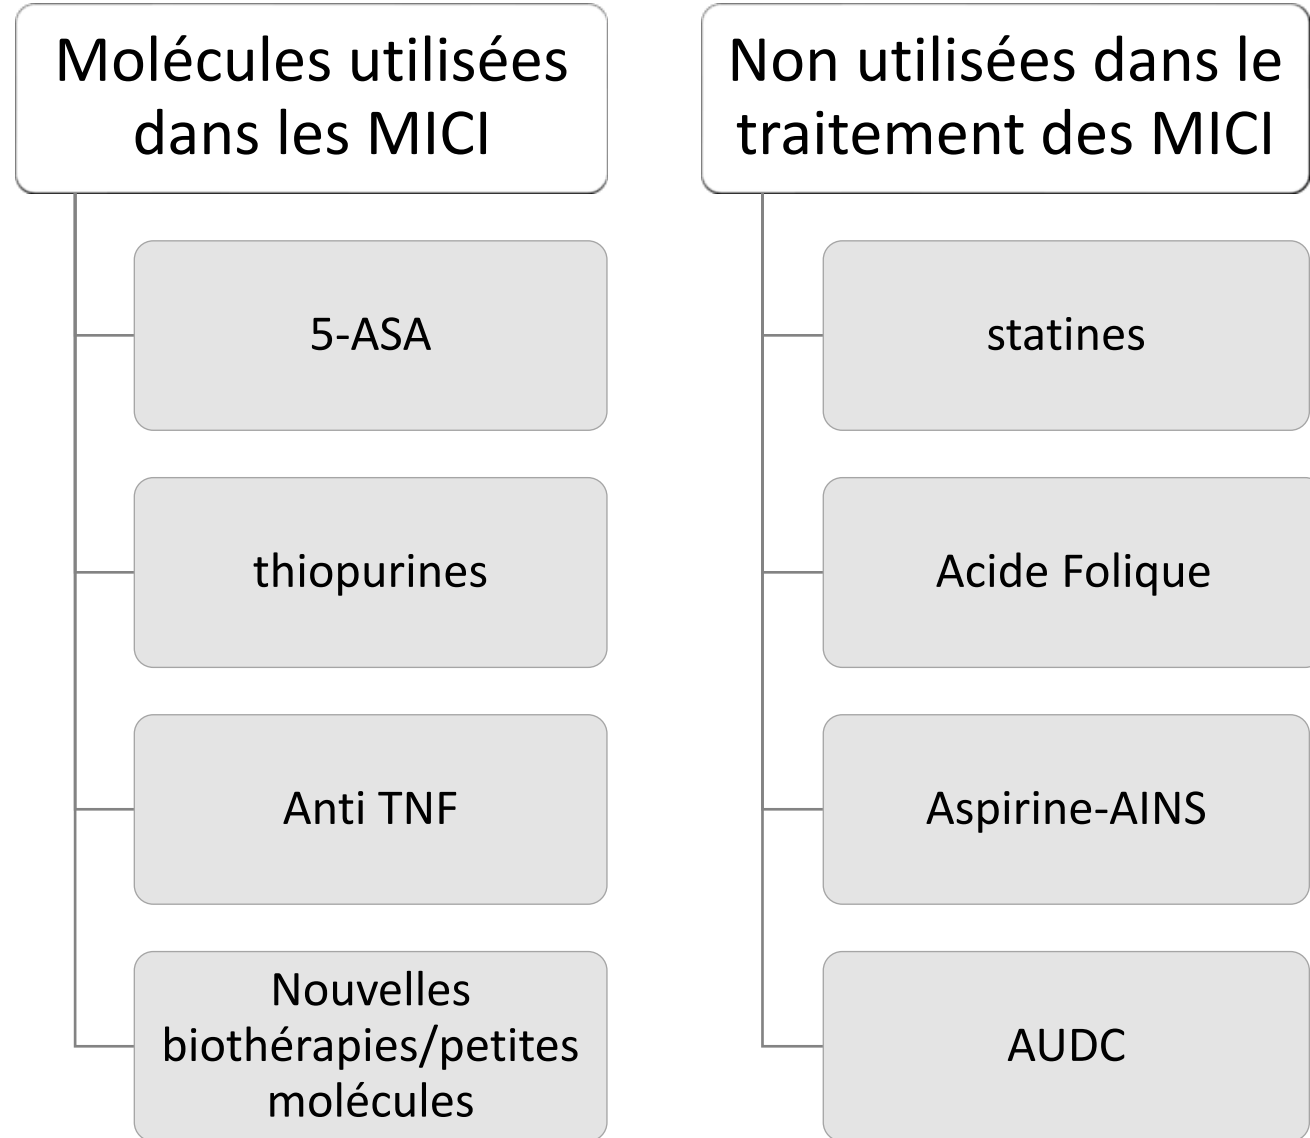 Molécules utilisées
dans les MICI
5-ASA
thiopurines
Anti TNF
Nouvelles
biothérapies/petites
molécules
Non utilisées dans le
traitement des MICI
statines
Acide Folique
Aspirine-AINS
AUDC